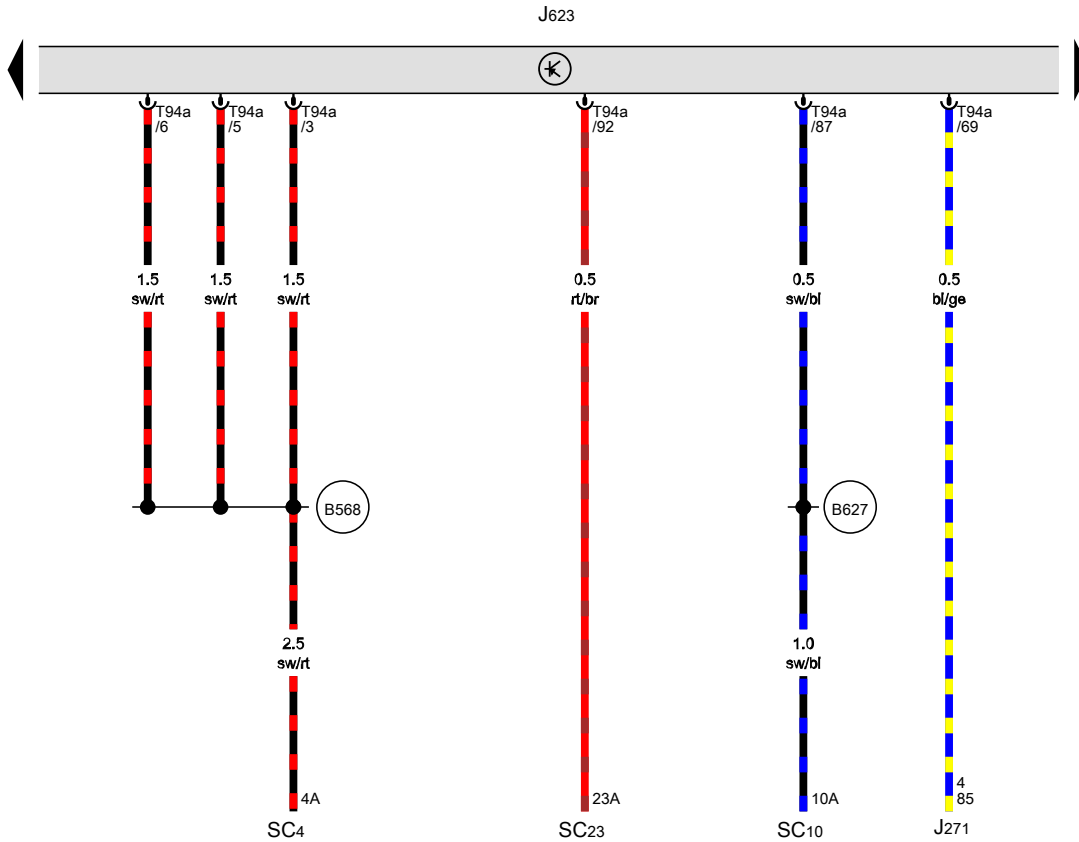 J623
T94a
/6
T94a
/5
T94a
/3
T94a
/92
T94a
/87
T94a
/69
1.5
sw/rt
1.5
sw/rt
1.5
sw/rt
0.5
rt/br
0.5
sw/bl
0.5
bl/ge
B568
B627
2.5
sw/rt
1.0
sw/bl
4A
23A
10A
4
85
SC4
SC23
SC10
J271